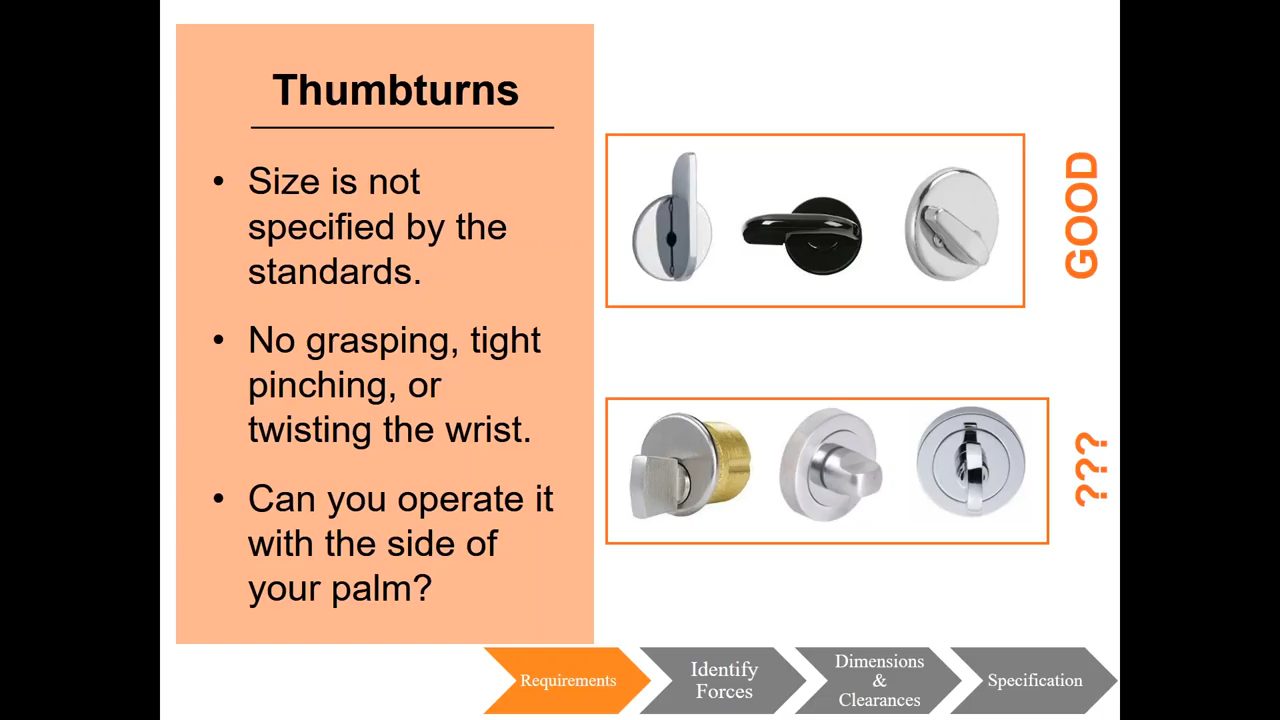 Thumbturns
• Size is not
specified by the
standards.
• No grasping, tight
pinching, or
twisting the wrist.
• Can you operate it
with the side of
your palm?
GOOD
???
Requirements
Identify
Forces
Dimensions
&
Clearances
Specification